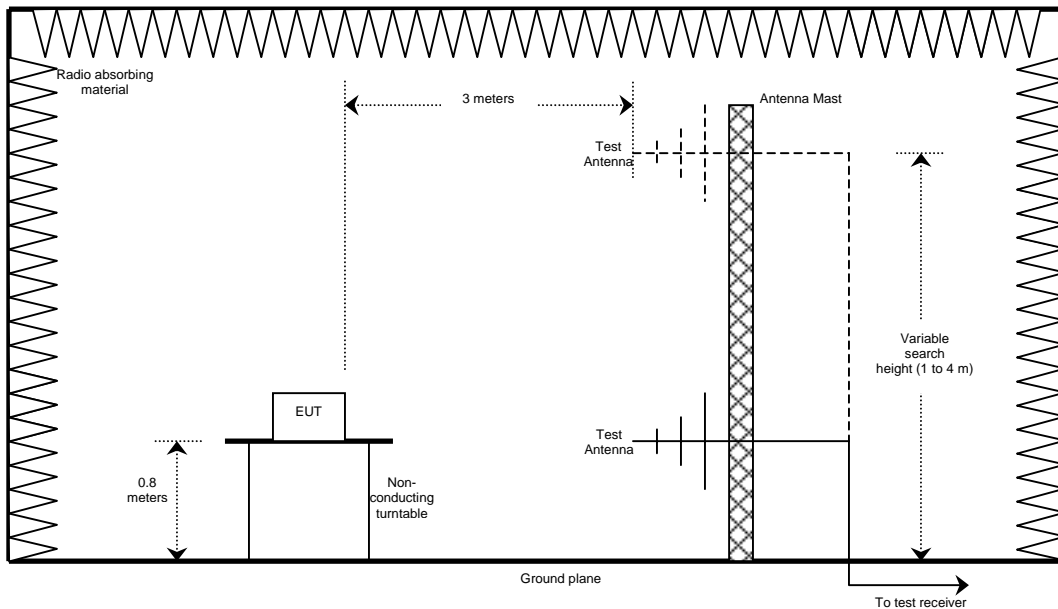 Radio absorbing
material
3 meters
Antenna Mast
Test
Antenna
Variable
search
height (1 to 4 m)
EUT
Test
Antenna
0.8
meters
Non-
conducting
turntable
Ground plane
To test receiver